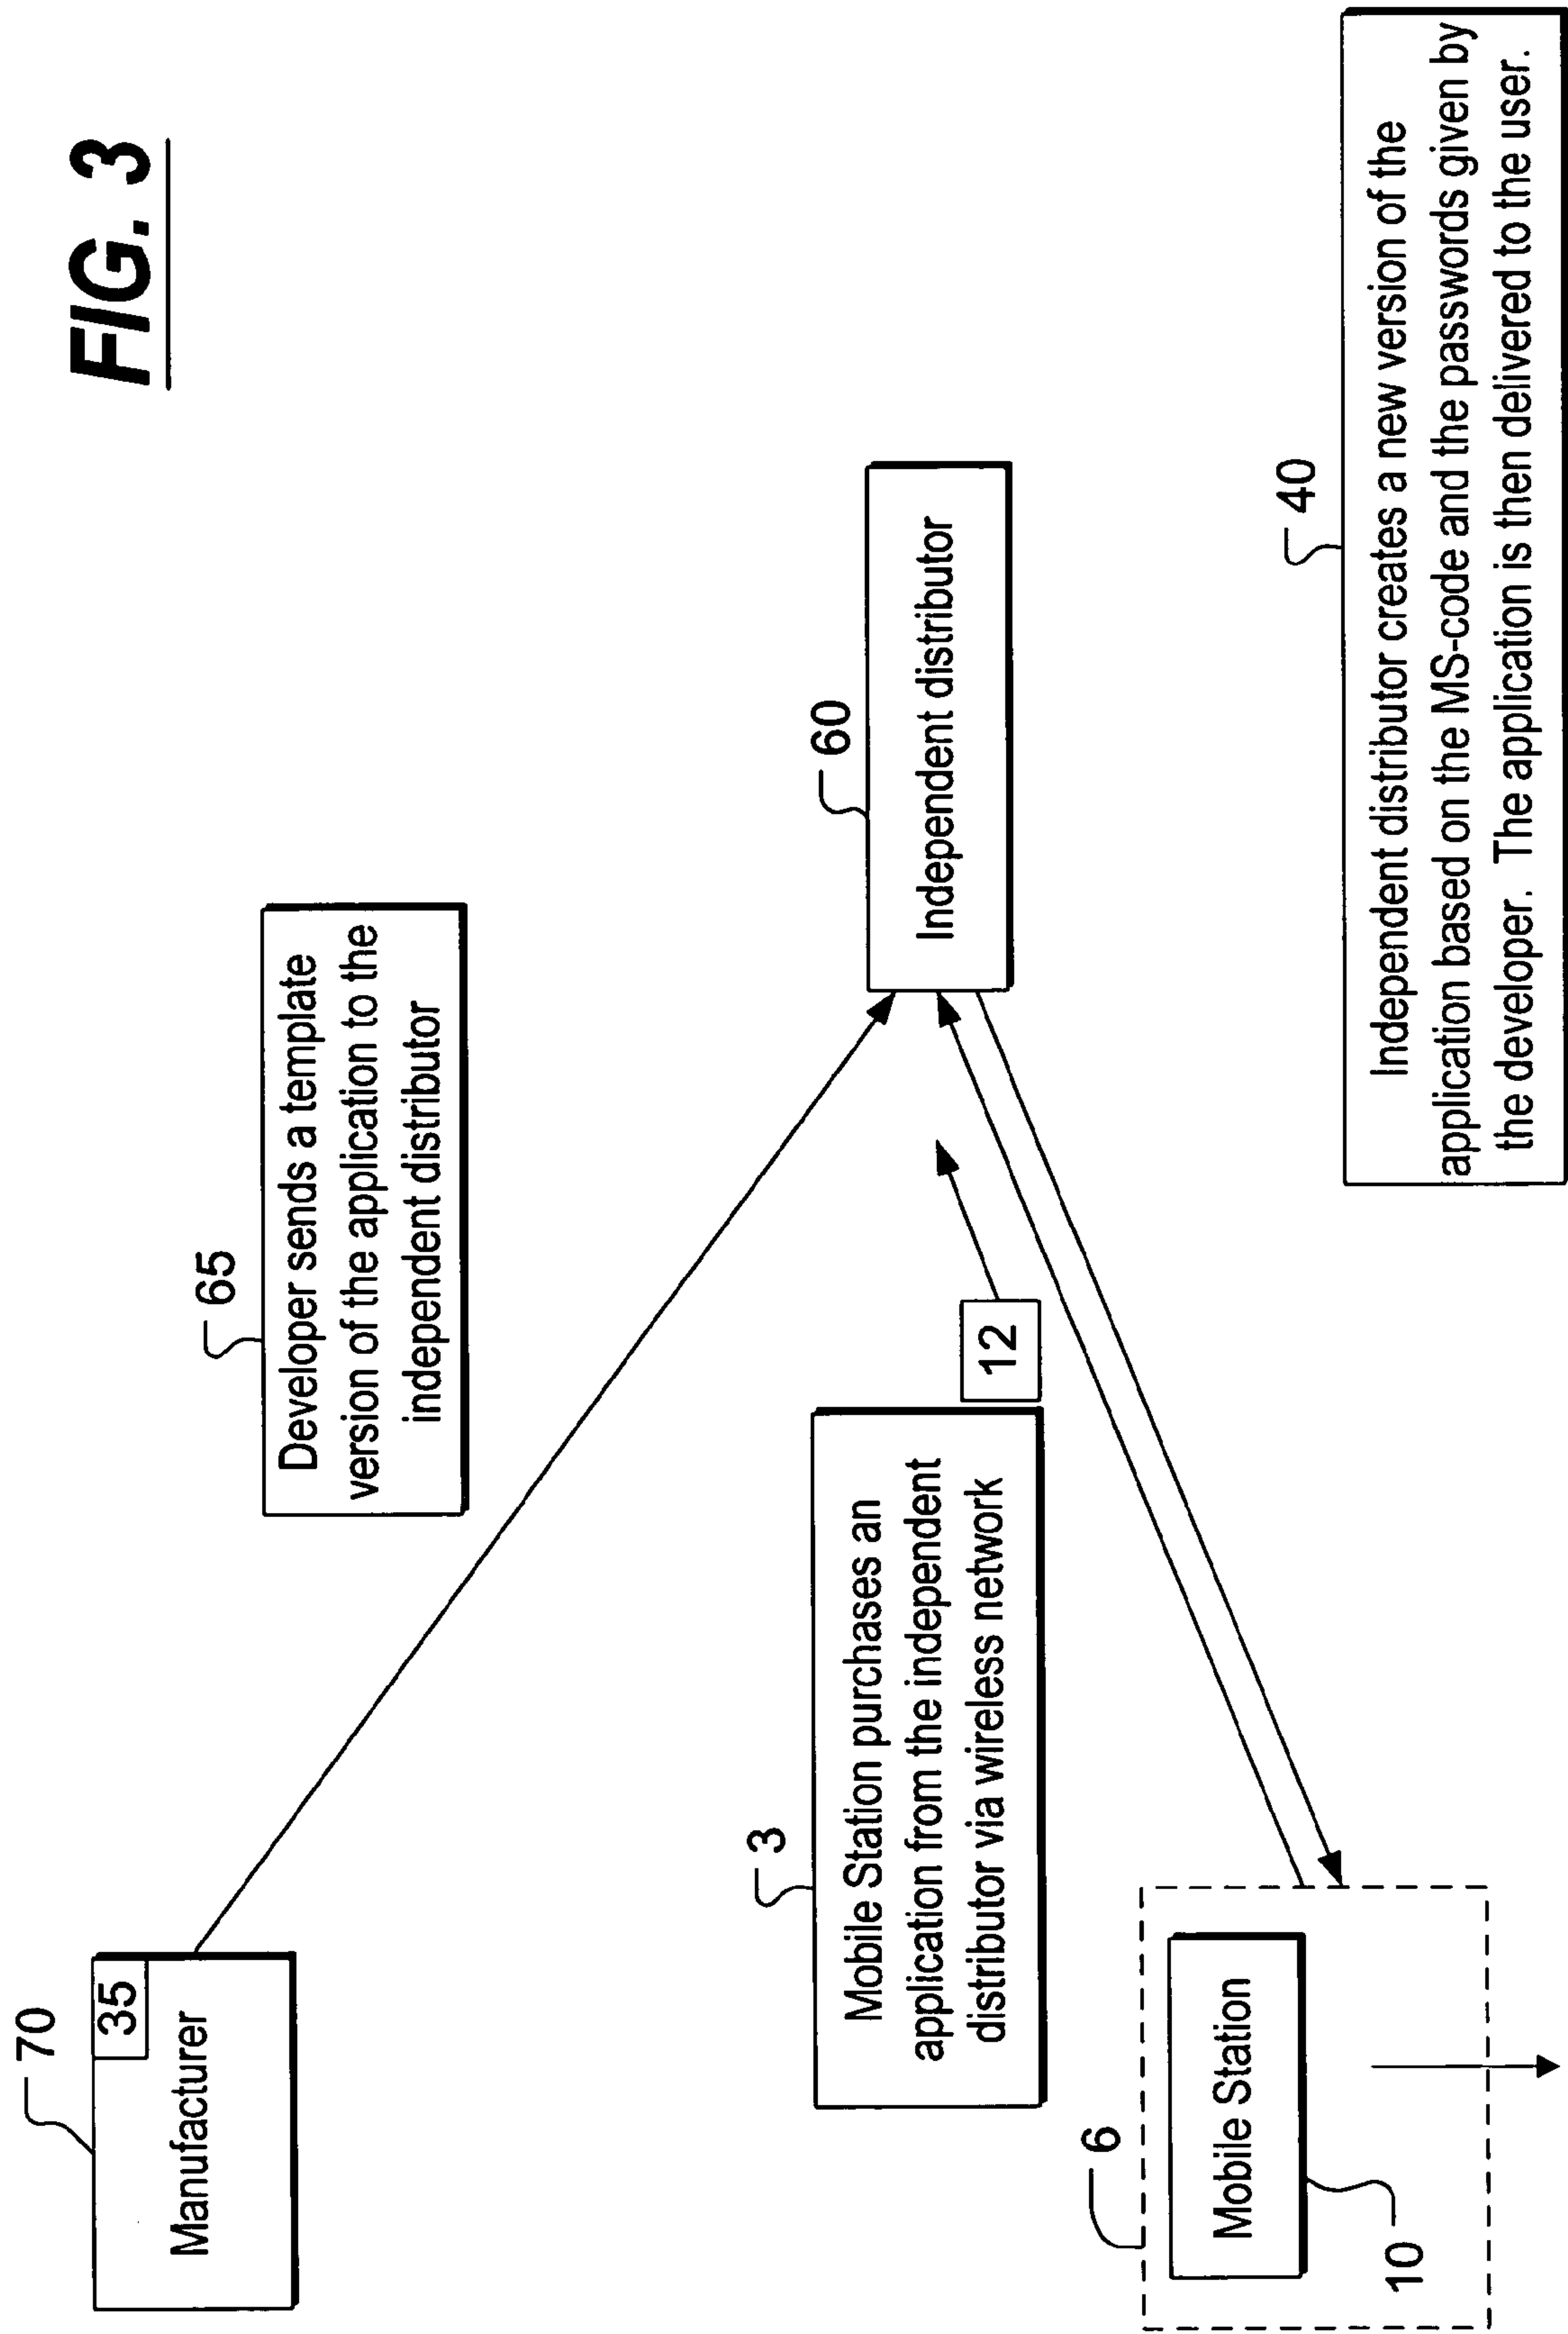 FIG. 3
70
35
Manufacturer
65
Developer sends a template
version of the application to the
independent distributor
60
Independent distributor
3
Mobile Station purchases an
application from the independent
distributor via wireless network
12
6
Mobile Station
10
40
Independent distributor creates a new version of the
application based on the MS-code and the passwords given by
the developer. The application is then delivered to the user.